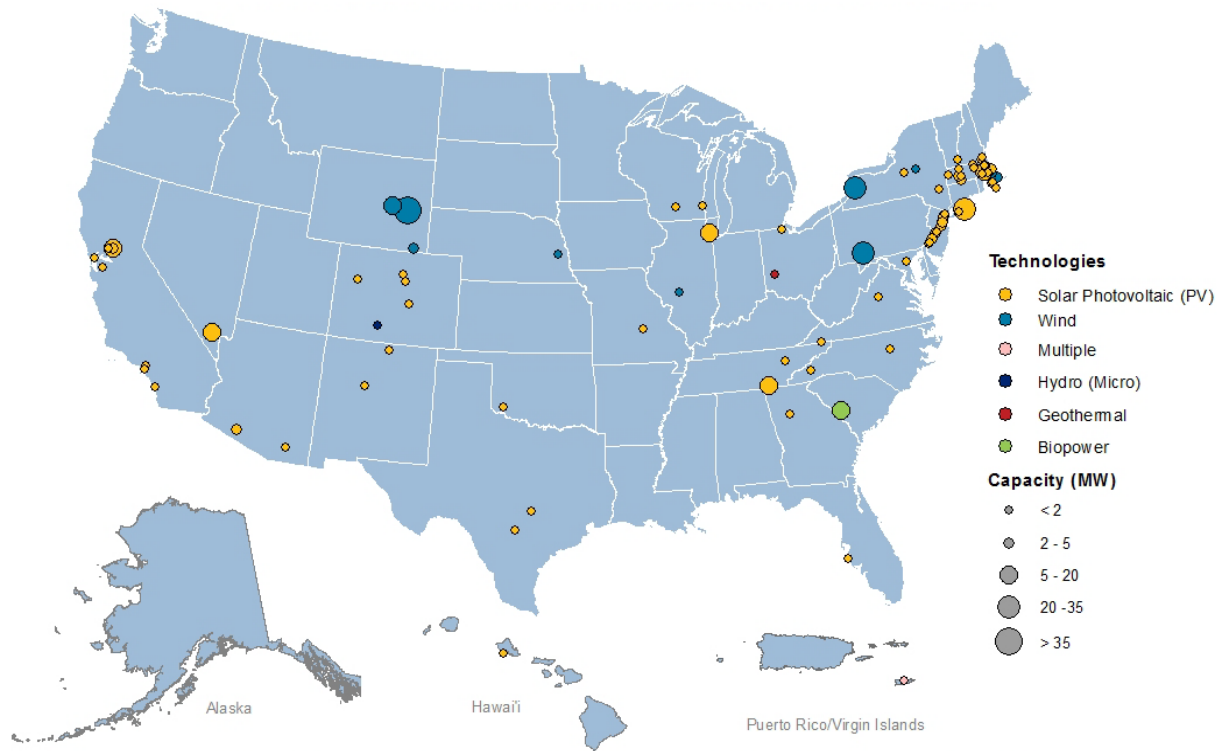 Technologies
Solar Photovoltaic (PV)
Wind
Multiple
Hydro (Micro)
Geothermal
Biopower
Capacity (MW)
< 2
2 - 5
5 - 20
20 -35
> 35
Alaska
Hawai'i
Puerto Rico/Virgin Islands